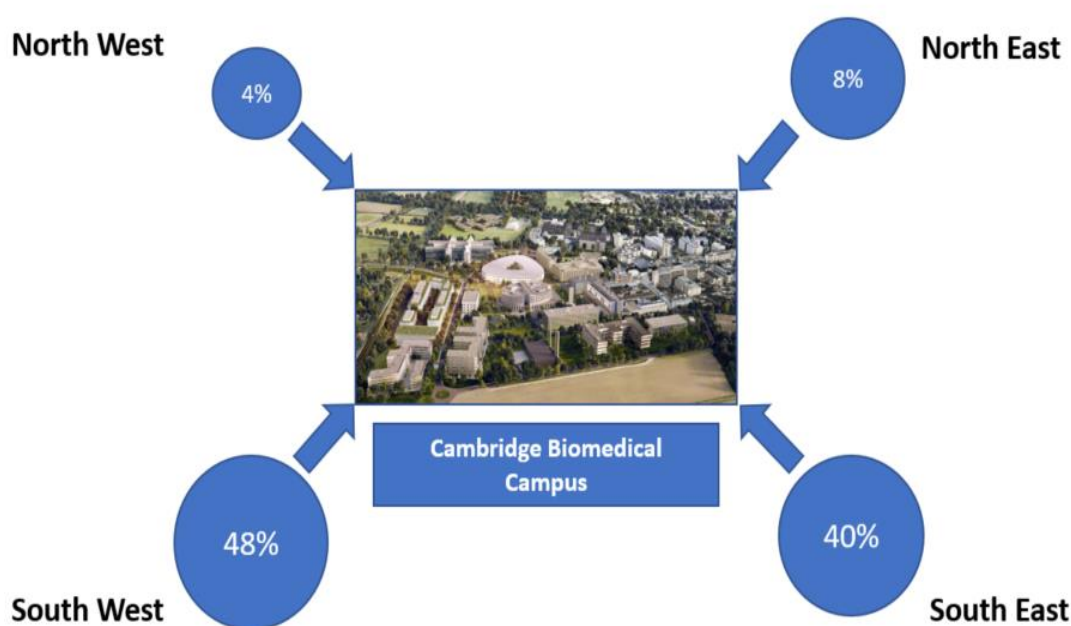 North West
4%
North East
8%
Cambridge Biomedical
Campus
48%
South West
40%
South East